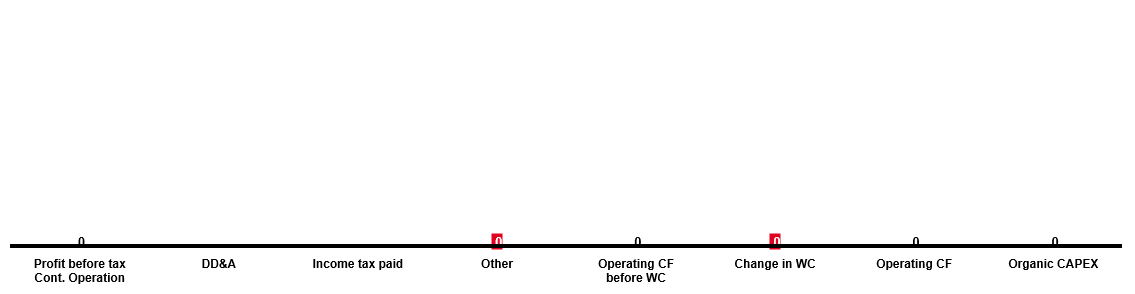 0 0 0 0 0 0
Profit before tax DD&A Income tax paid Other Operating CF Change in WC Operating CF Organic CAPEX
Cont. Operation before WC